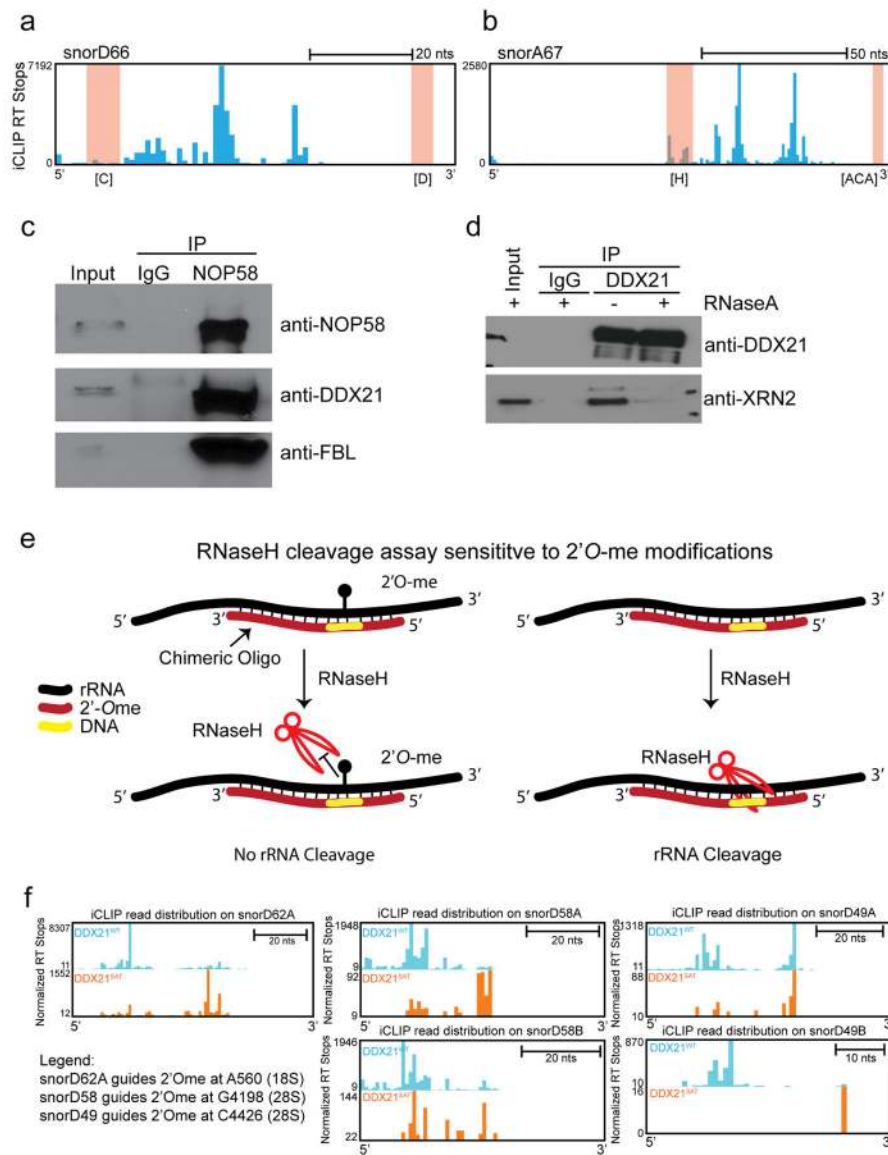 a
snorD66
20 nts
7192
iCLIP RT Stops
0
5'
[C]
[D]
3'
b
snorA67
50 nts
2580
0
5'
[H]
[ACA]
3'
c
IP
Input
IgG
NOP58
anti-NOP58
anti-DDX21
anti-FBL
d
Input
IP
IgG
DDX21
+ + - + RNaseA
anti-DDX21
anti-XRN2
e
RNaseH cleavage assay sensititve to 2'O-me modifications
2'O-me
3'
5'
3'
5'
Chimeric Oligo
RNaseH
rRNA
2'-Ome
DNA
RNaseH
2'O-me
3'
5'
3'
5'
No rRNA Cleavage
3'
5'
3'
5'
RNaseH
RNaseH
3'
5'
3'
5'
rRNA Cleavage
f
iCLIP read distribution on snorD62A
8307
DDX21WT
20 nts
Normalized RT Stops
11
1552
DDX21SAT
12
5'
3'
iCLIP read distribution on snorD58A
1948
DDX21WT
20 nts
Normalized RT Stops
9
92
DDX21SAT
9
iCLIP read distribution on snorD49A
1318
DDX21WT
20 nts
Normalized RT Stops
11
88
DDX21SAT
10
Legend:
snorD62A guides 2'Ome at A560 (18S)
snorD58 guides 2'Ome at G4198 (28S)
snorD49 guides 2'Ome at C4426 (28S)
iCLIP read distribution on snorD58B
1946
DDX21WT
20 nts
Normalized RT Stops
9
144
DDX21SAT
22
5'
3'
iCLIP read distribution on snorD49B
870
DDX21WT
10 nts
Normalized RT Stops
10
DDX21SAT
0
5'
3'